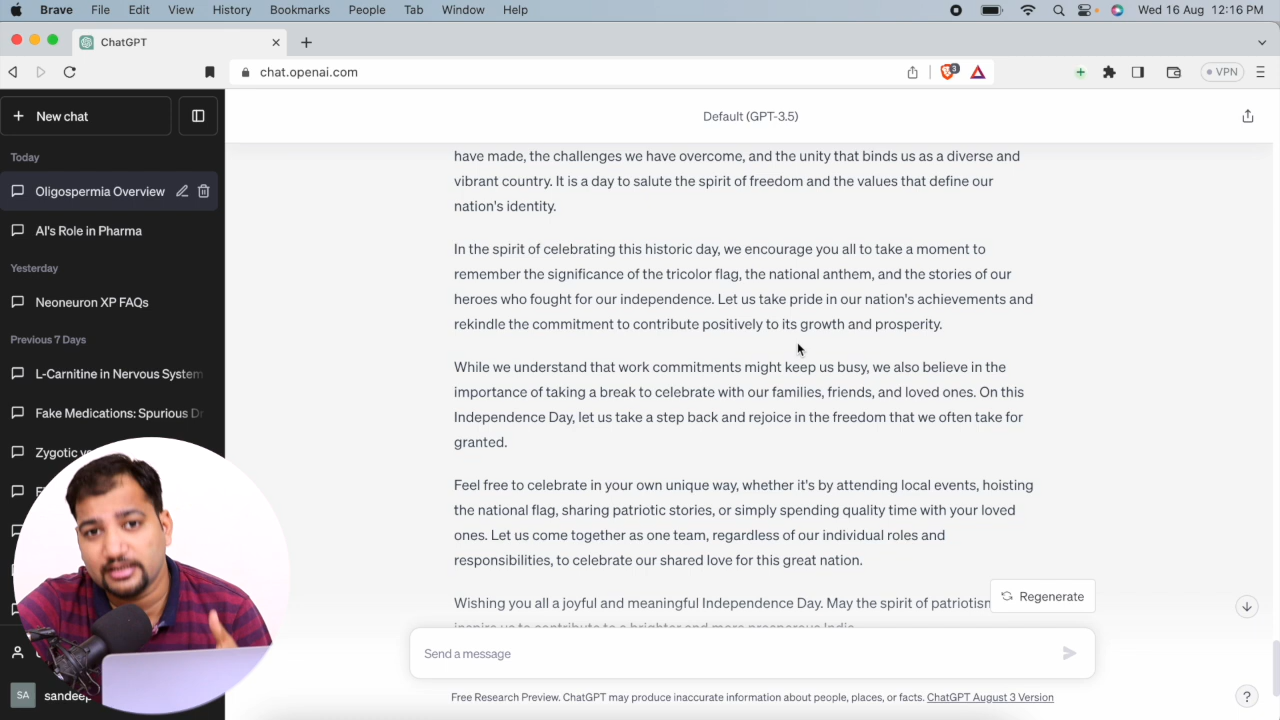 Brave File Edit View History Bookmarks People Tab Window Help Wed 16 Aug 12:16 PM
ChatGPT
chat.openai.com 3 VPN
New chat
Default (GPT-3.5)
Today
Oligospermia Overview
AI's Role in Pharma
Yesterday
Neoneuron XP FAQs
Previous 7 Days
L-Carnitine in Nervous System
Fake Medications: Spurious D
Zygotic v
have made, the challenges we have overcome, and the unity that binds us as a diverse and
vibrant country. It is a day to salute the spirit of freedom and the values that define our
nation's identity.
In the spirit of celebrating this historic day, we encourage you all to take a moment to
remember the significance of the tricolor flag, the national anthem, and the stories of our
heroes who fought for our independence. Let us take pride in our nation's achievements and
rekindle the commitment to contribute positively to its growth and prosperity.
While we understand that work commitments might keep us busy, we also believe in the
importance of taking a break to celebrate with our families, friends, and loved ones. On this
Independence Day, let us take a step back and rejoice in the freedom that we often take for
granted.
Feel free to celebrate in your own unique way, whether it's by attending local events, hoisting
the national flag, sharing patriotic stories, or simply spending quality time with your loved
ones. Let us come together as one team, regardless of our individual roles and
responsibilities, to celebrate our shared love for this great nation.
Wishing you all a joyful and meaningful Independence Day. May the spirit of patriotism
inspire us to contribute to a brighter and more prosperous India.
Regenerate
Send a message
SA sandeep
Free Research Preview. ChatGPT may produce inaccurate information about people, places, or facts. ChatGPT August 3 Version
?